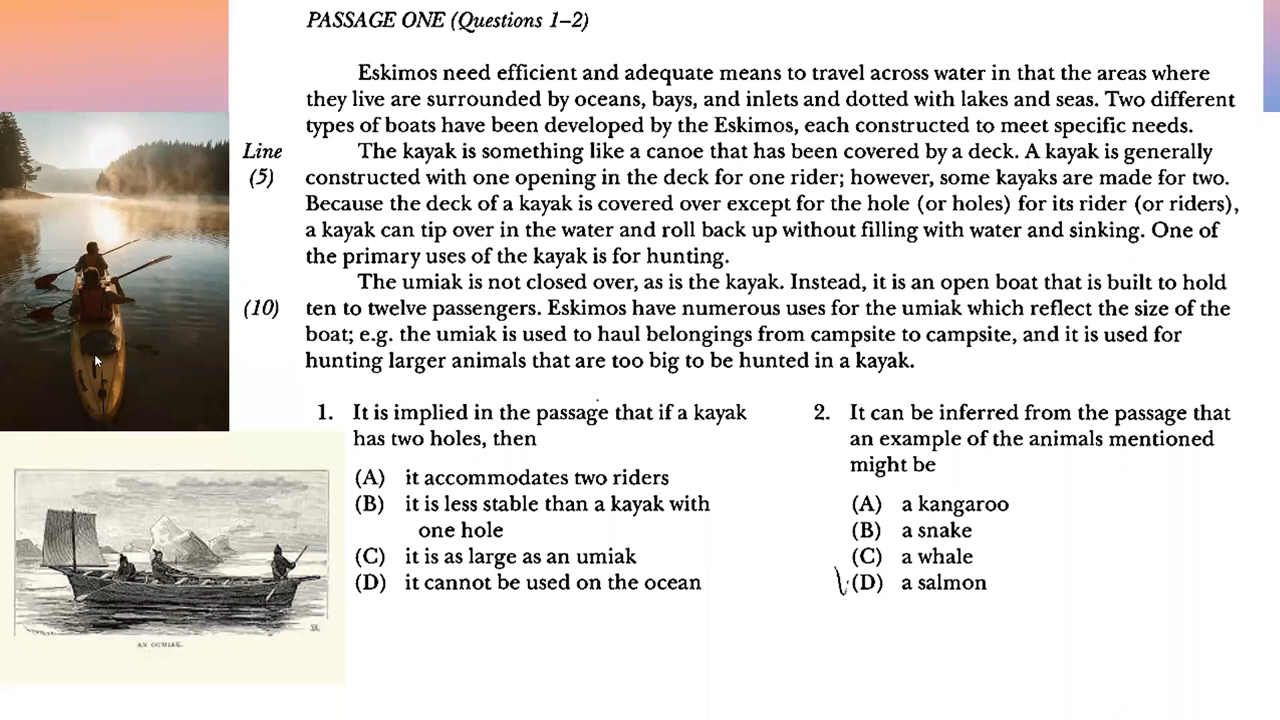 PASSAGE ONE (Questions 1–2)
Eskimos need efficient and adequate means to travel across water in that the areas where
they live are surrounded by oceans, bays, and inlets and dotted with lakes and seas. Two different
types of boats have been developed by the Eskimos, each constructed to meet specific needs.
Line The kayak is something like a canoe that has been covered by a deck. A kayak is generally
(5) constructed with one opening in the deck for one rider; however, some kayaks are made for two.
Because the deck of a kayak is covered over except for the hole (or holes) for its rider (or riders),
a kayak can tip over in the water and roll back up without filling with water and sinking. One of
the primary uses of the kayak is for hunting.
The umiak is not closed over, as is the kayak. Instead, it is an open boat that is built to hold
(10) ten to twelve passengers. Eskimos have numerous uses for the umiak which reflect the size of the
boat; e.g. the umiak is used to haul belongings from campsite to campsite, and it is used for
hunting larger animals that are too big to be hunted in a kayak.
1. It is implied in the passage that if a kayak
has two holes, then
(A) it accommodates two riders
(B) it is less stable than a kayak with
one hole
(C) it is as large as an umiak
(D) it cannot be used on the ocean
2. It can be inferred from the passage that
an example of the animals mentioned
might be
(A) a kangaroo
(B) a snake
(C) a whale
(D) a salmon
AN OOMIAK.